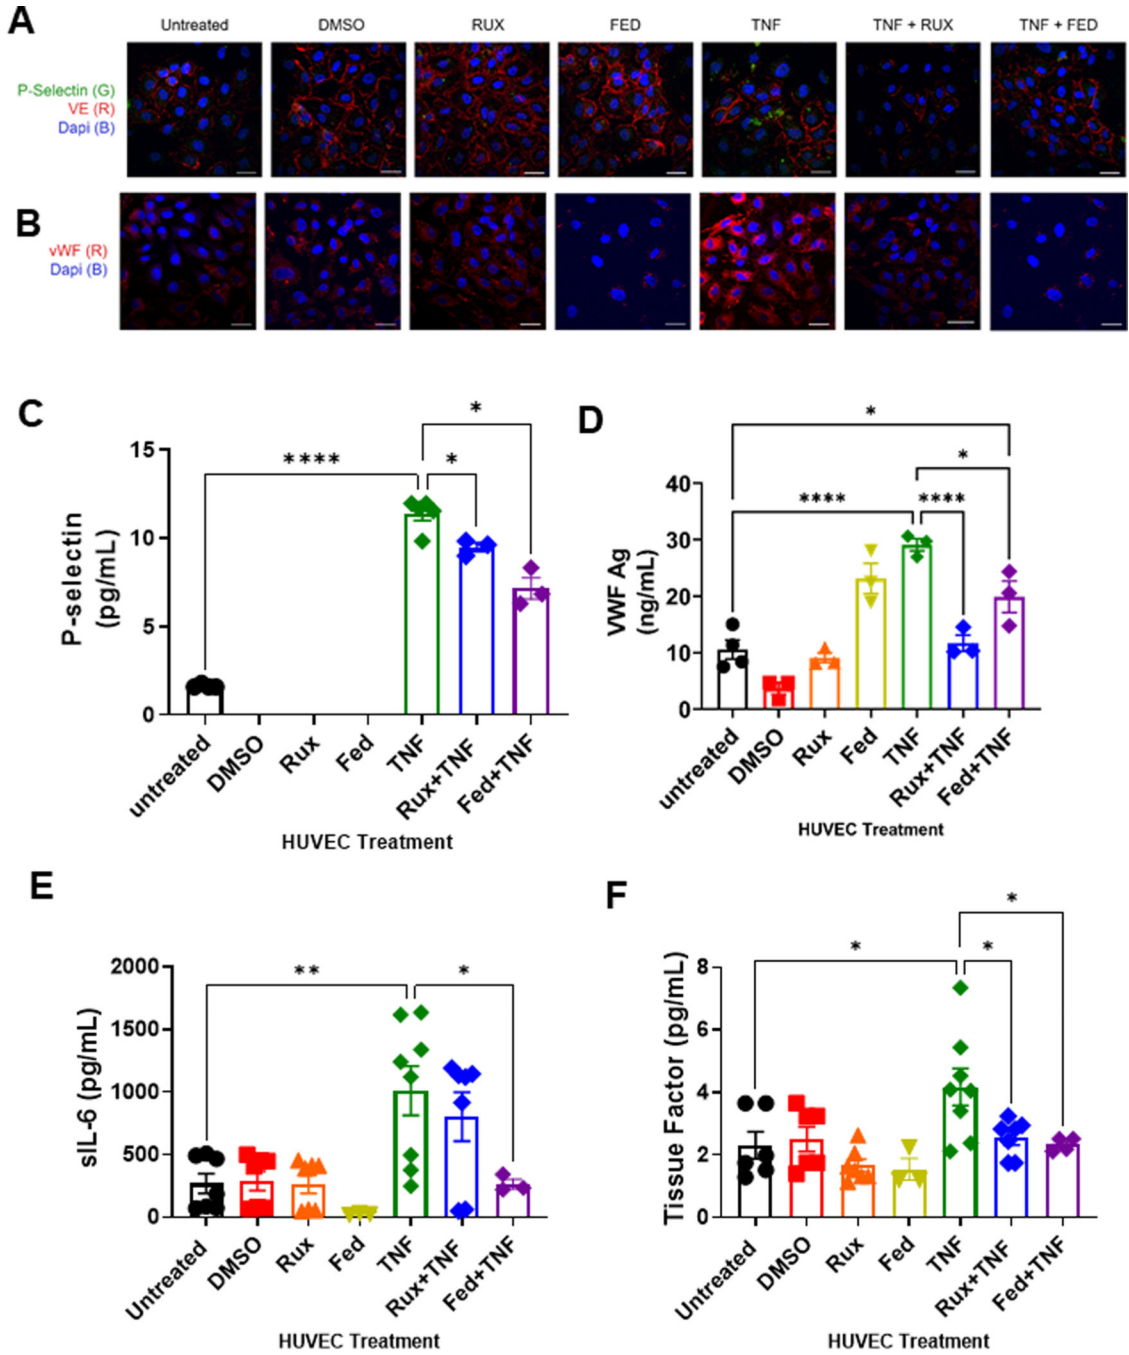 A
Untreated DMSO RUX FED TNF TNF + RUX TNF + FED
P-Selectin (G)
VE (R)
Dapi (B)
B
vWF (R)
Dapi (B)
C
P-selectin
(pg/mL)
15
10
5
0
****
*
*
untreated
DMSO
Rux
Fed
TNF
Rux+TNF
Fed+TNF
HUVEC Treatment
D
VWF Ag
(ng/mL)
40
30
20
10
0
*
*
****
****
untreated
DMSO
Rux
Fed
TNF
Rux+TNF
Fed+TNF
HUVEC Treatment
E
sIL-6 (pg/mL)
2000
1500
1000
500
0
**
*
Untreated
DMSO
Rux
Fed
TNF
Rux+TNF
Fed+TNF
HUVEC Treatment
F
Tissue Factor (pg/mL)
8
6
4
2
0
*
*
*
Untreated
DMSO
Rux
Fed
TNF
Rux+TNF
Fed+TNF
HUVEC Treatment